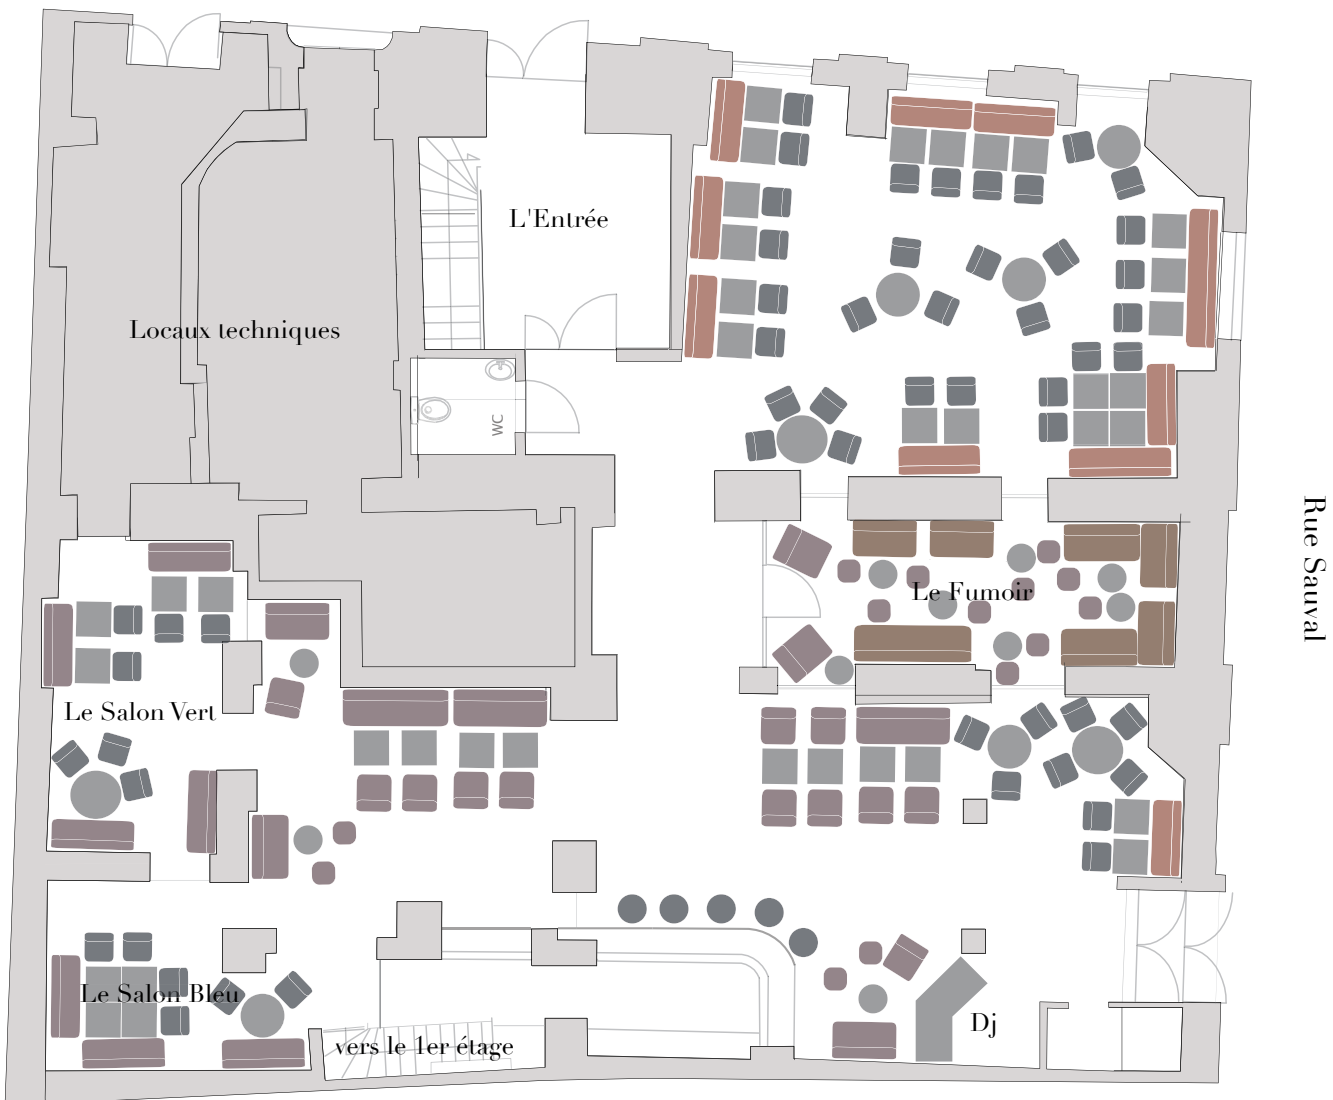 L'Entrée
Locaux techniques
WC
Rue Sauval
Le Fumoir
Le Salon Vert
Le Salon Bleu
Dj
vers le 1er étage